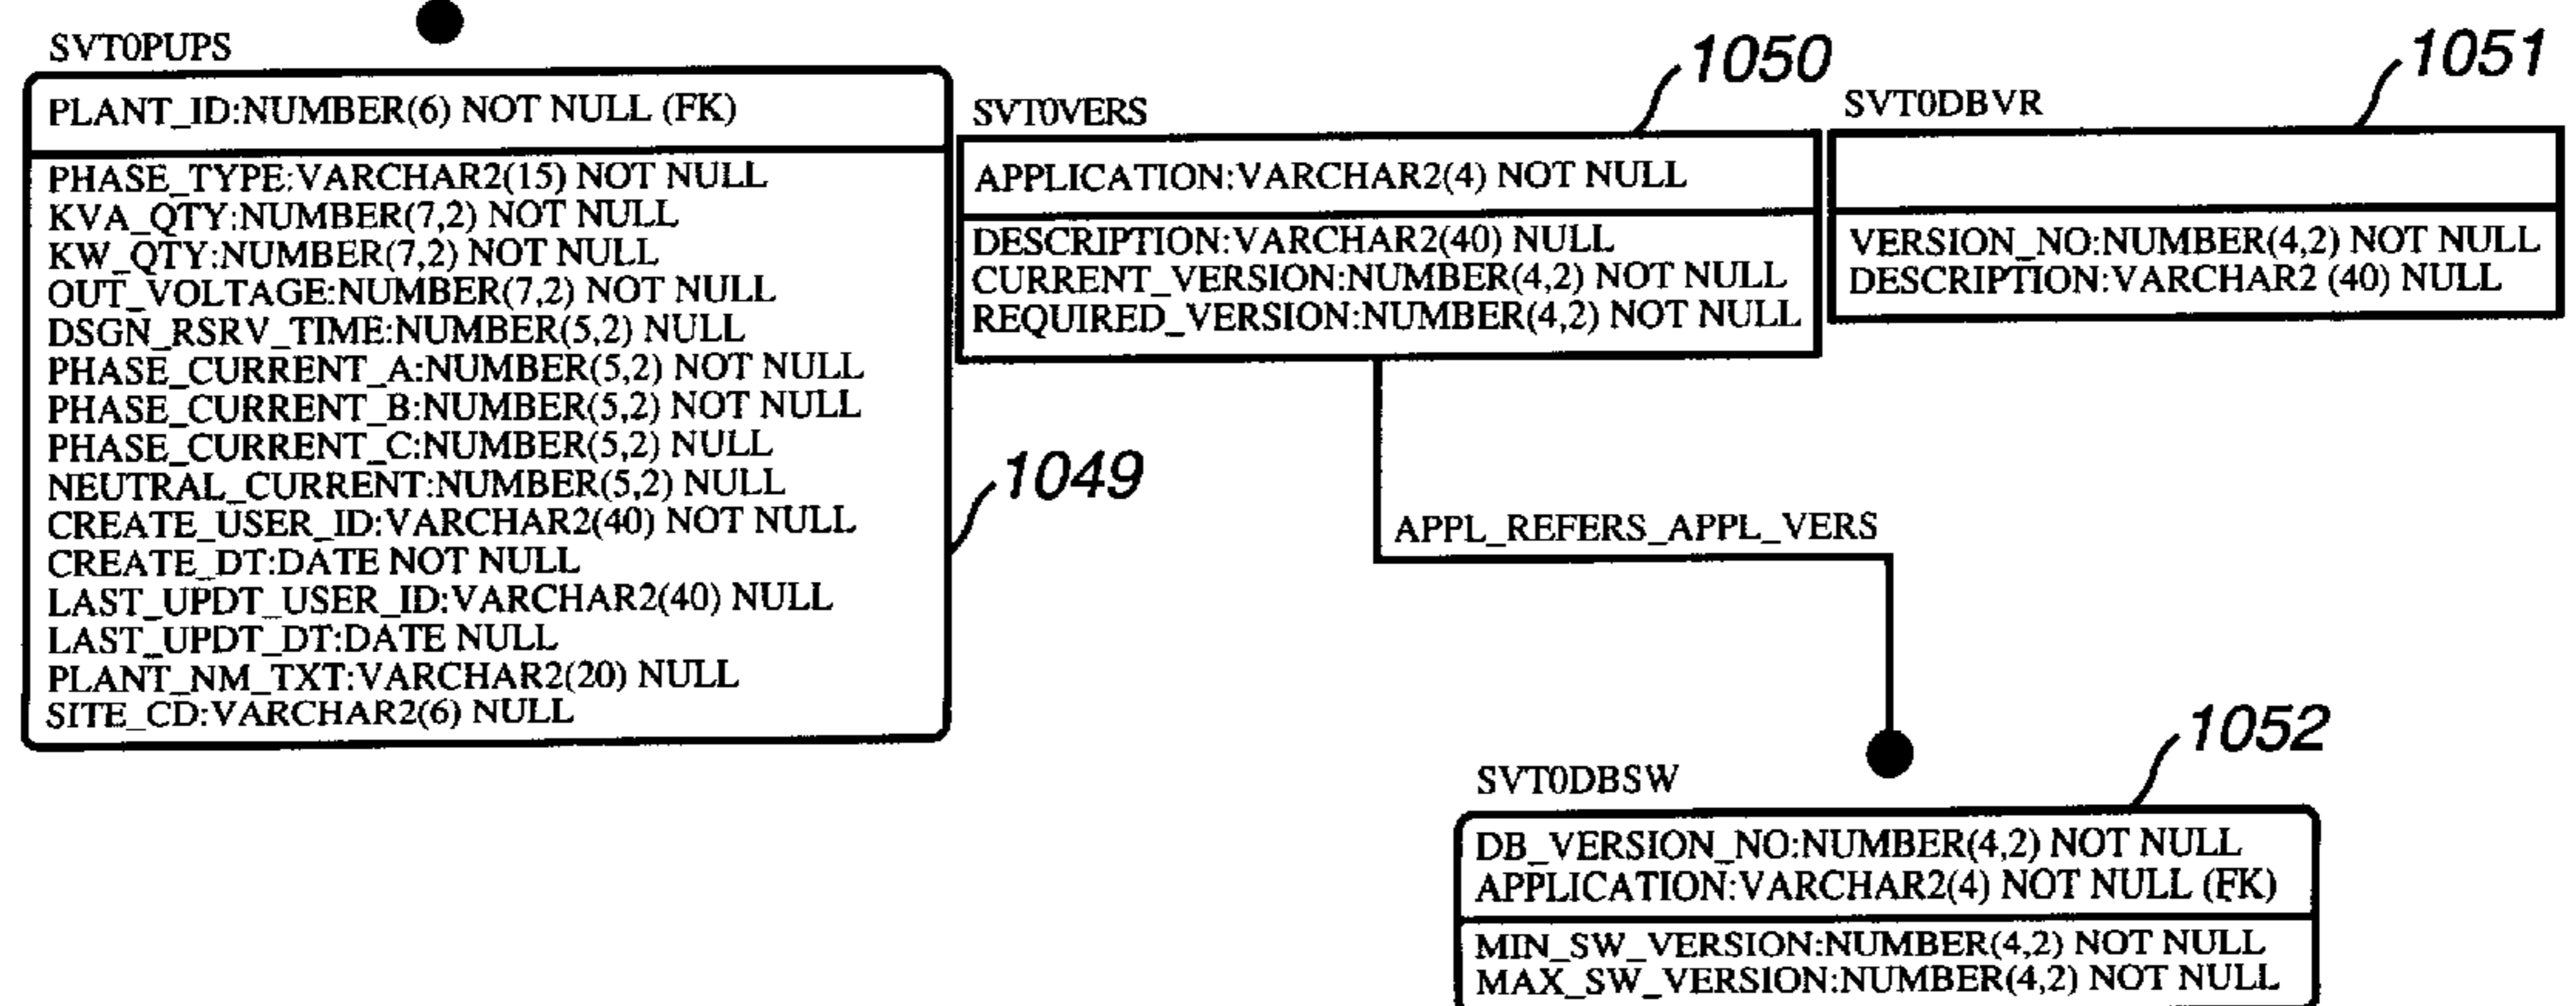 SVT0PUPS
PLANT_ID:NUMBER(6) NOT NULL (FK)
PHASE_TYPE:VARCHAR2(15) NOT NULL
KVA_QTY:NUMBER(7,2) NOT NULL
KW_QTY:NUMBER(7,2) NOT NULL
OUT_VOLTAGE:NUMBER(7,2) NOT NULL
DSGN_RSRV_TIME:NUMBER(5,2) NULL
PHASE_CURRENT_A:NUMBER(5,2) NOT NULL
PHASE_CURRENT_B:NUMBER(5,2) NOT NULL
PHASE_CURRENT_C:NUMBER(5,2) NULL
NEUTRAL_CURRENT:NUMBER(5,2) NULL
CREATE_USER_ID:VARCHAR2(40) NOT NULL
CREATE_DT:DATE NOT NULL
LAST_UPDT_USER_ID:VARCHAR2(40) NULL
LAST_UPDT_DT:DATE NULL
PLANT_NM_TXT:VARCHAR2(20) NULL
SITE_CD:VARCHAR2(6) NULL
1049
SVT0VERS
1050
APPLICATION:VARCHAR2(4) NOT NULL
DESCRIPTION:VARCHAR2(40) NULL
CURRENT_VERSION:NUMBER(4,2) NOT NULL
REQUIRED_VERSION:NUMBER(4,2) NOT NULL
SVT0DBVR
1051
VERSION_NO:NUMBER(4,2) NOT NULL
DESCRIPTION:VARCHAR2 (40) NULL
APPL_REFERS_APPL_VERS
SVT0DBSW
1052
DB_VERSION_NO:NUMBER(4,2) NOT NULL
APPLICATION:VARCHAR2(4) NOT NULL (FK)
MIN_SW_VERSION:NUMBER(4,2) NOT NULL
MAX_SW_VERSION:NUMBER(4,2) NOT NULL